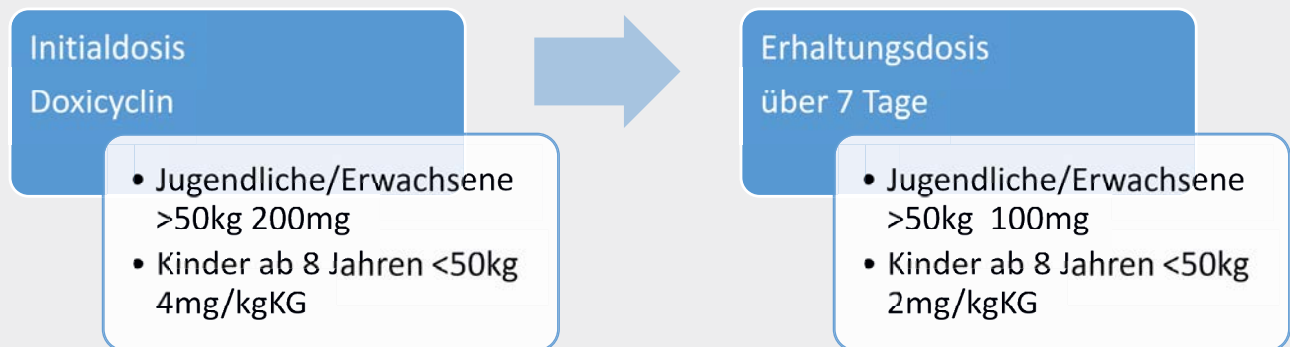 Initialdosis
Doxicyclin
• Jugendliche/Erwachsene
>50kg 200mg
• Kinder ab 8 Jahren <50kg
4mg/kgKG
Erhaltungsdosis
über 7 Tage
• Jugendliche/Erwachsene
>50kg 100mg
• Kinder ab 8 Jahren <50kg
2mg/kgKG